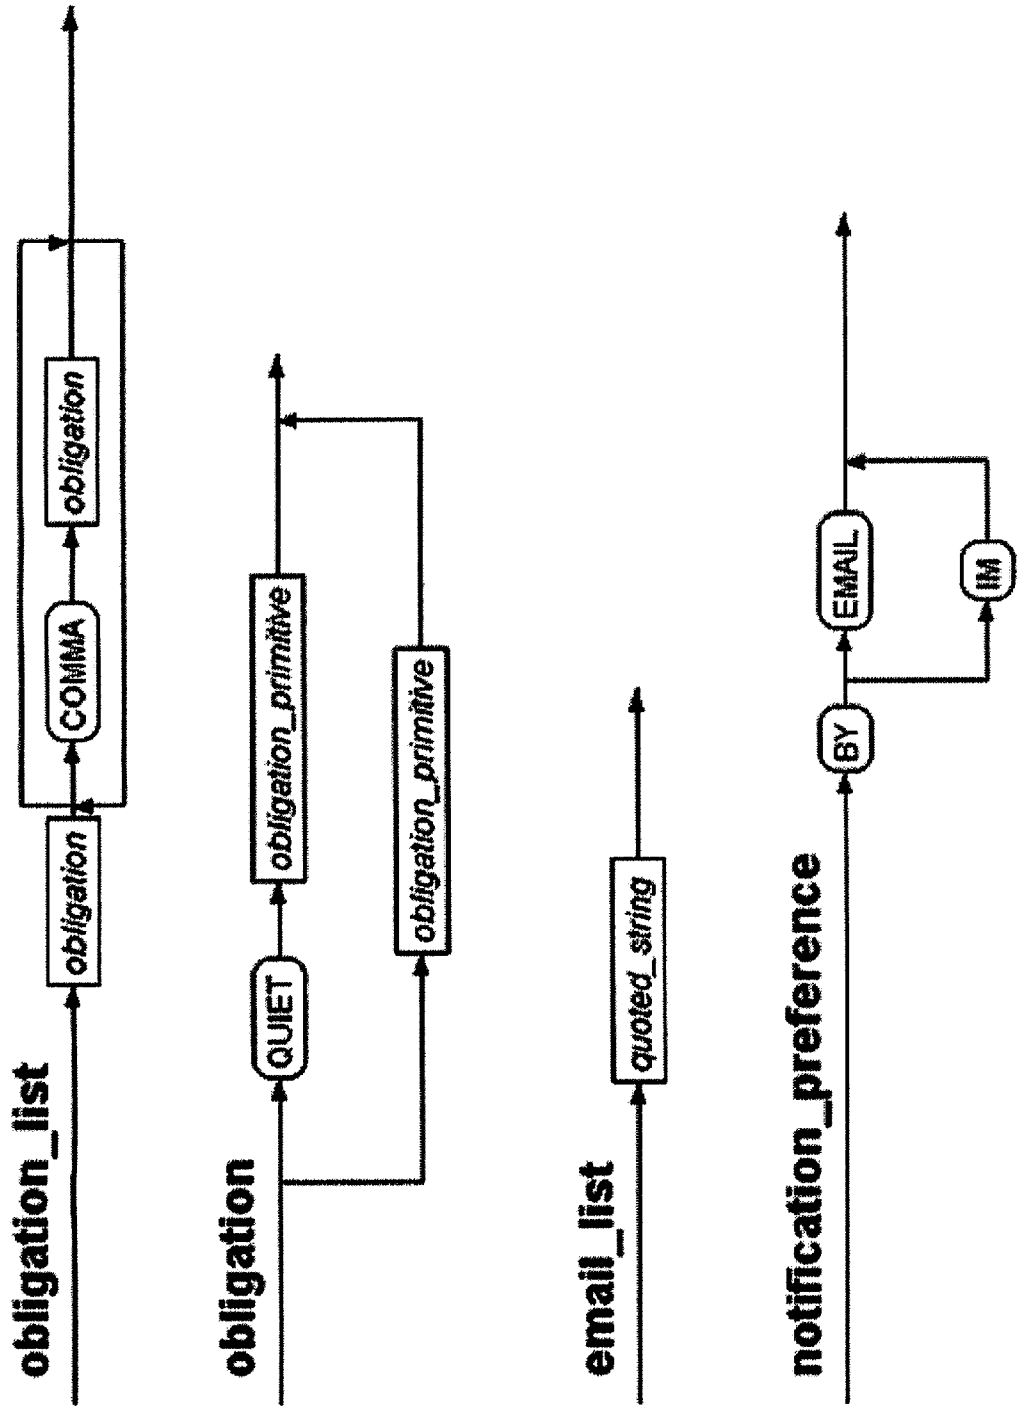 obligation_list
obligation
COMMA
obligation
obligation
QUIET
obligation_primitive
obligation_primitive
email_list
quoted_string
notification_preference
BY
EMAIL
IM